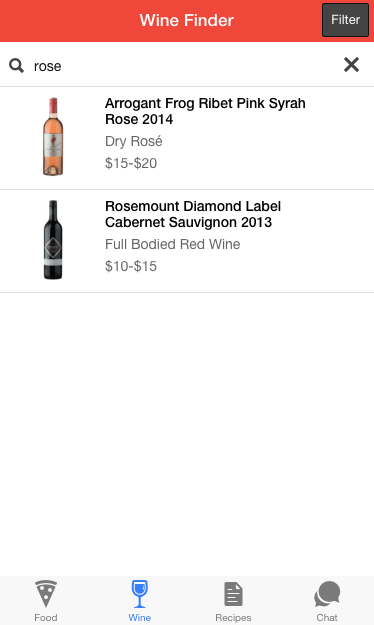 Wine Finder
Filter
rose
Arrogant Frog Ribet Pink Syrah
Rose 2014
Dry Rosé
$15-$20
Rosemount Diamond Label
Cabernet Sauvignon 2013
Full Bodied Red Wine
$10-$15
Food
Wine
Recipes
Chat